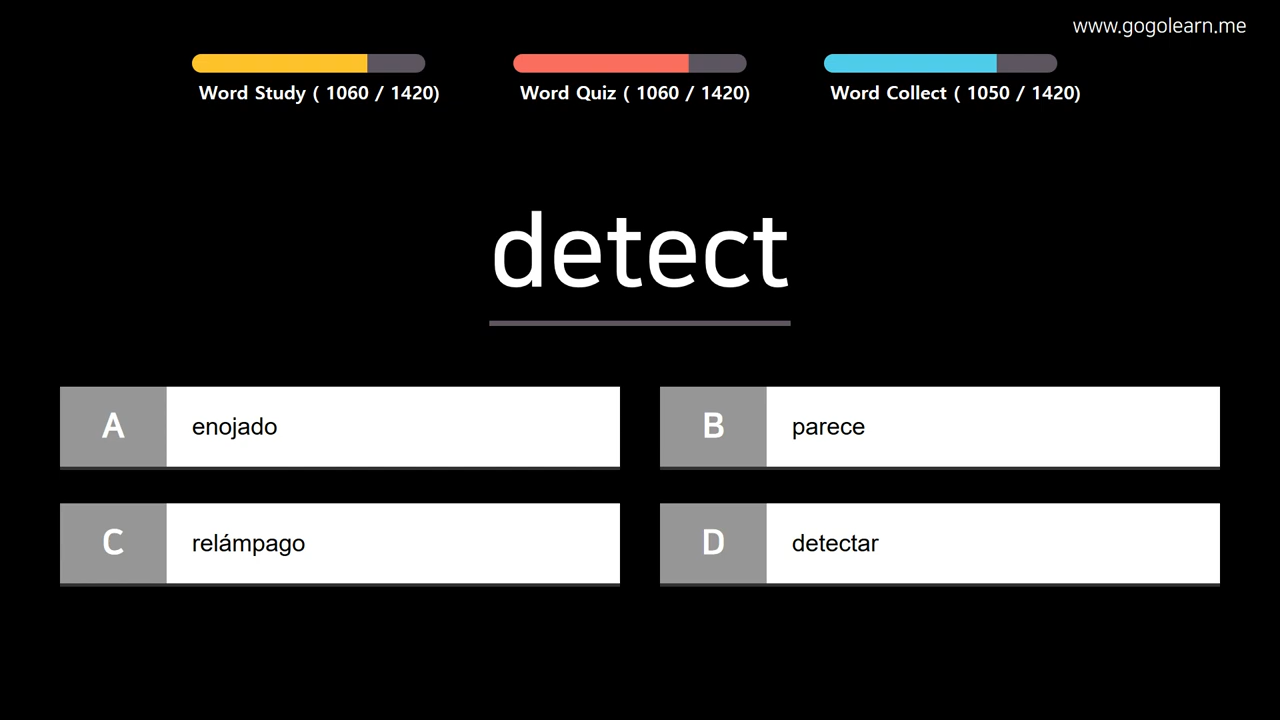 www.gogolearn.me
Word Study ( 1060 / 1420)
Word Quiz ( 1060 / 1420)
Word Collect ( 1050 / 1420)
detect
A enojado
B parece
C relámpago
D detectar